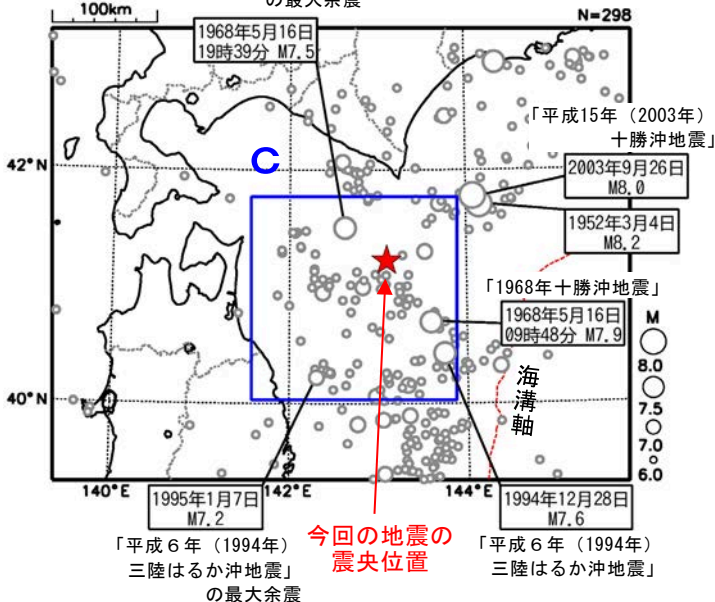 の最大余震
100km
N=298
1968年5月16日
19時39分 M7.5
「平成15年（2003年）
十勝沖地震」
42°N
C
2003年9月26日
M8.0
1952年3月4日
M8.2
「1968年十勝沖地震」
1968年5月16日
09時48分 M7.9
M
8.0
7.5
7.0
6.0
海溝軸
40°N
140°E
142°E
144°E
1995年1月7日
M7.2
「平成６年（1994年）
三陸はるか沖地震」
の最大余震
今回の地震の
震央位置
1994年12月28日
M7.6
「平成６年（1994年）
三陸はるか沖地震」